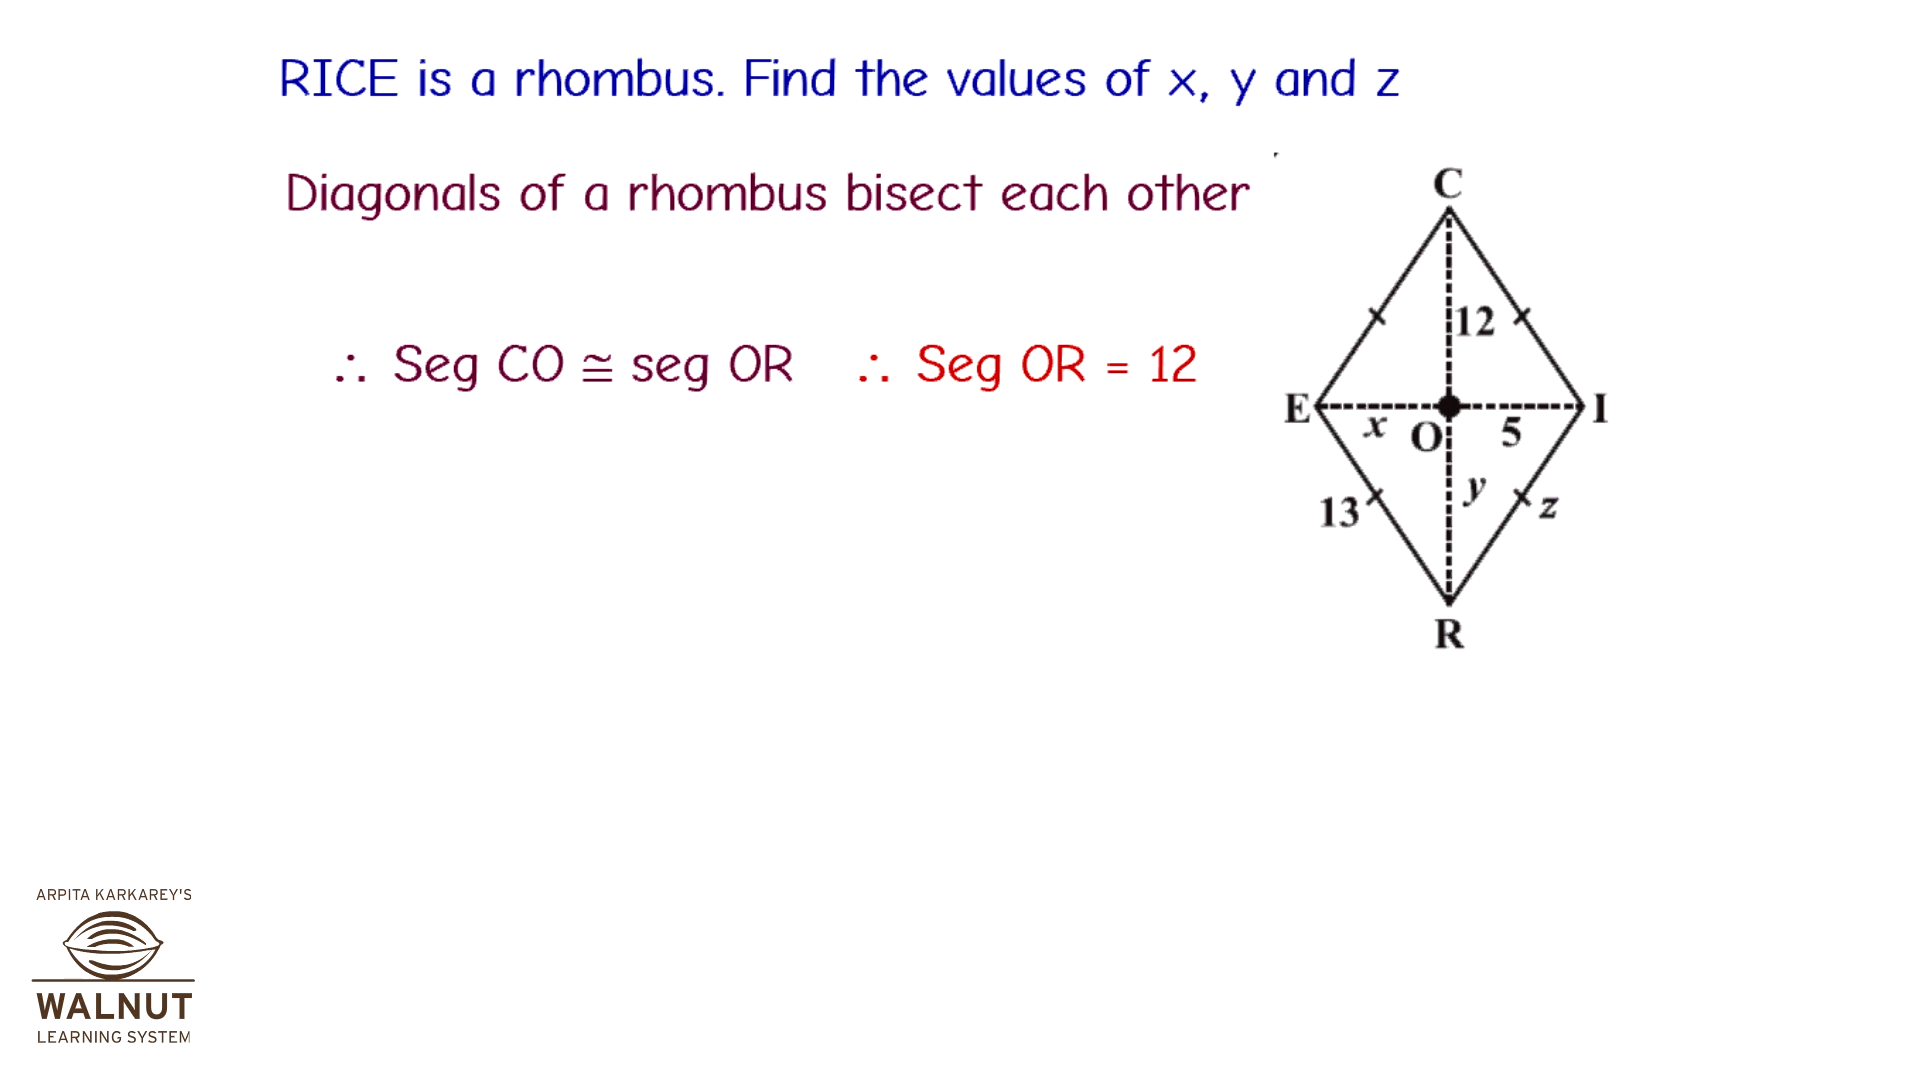 RICE is a rhombus. Find the values of x, y and z
Diagonals of a rhombus bisect each other
∴ Seg CO ≅ seg OR ∴ Seg OR = 12
C
12
E
x
O
5
I
13
y
z
R
ARPITA KARKAREY'S
WALNUT
LEARNING SYSTEM